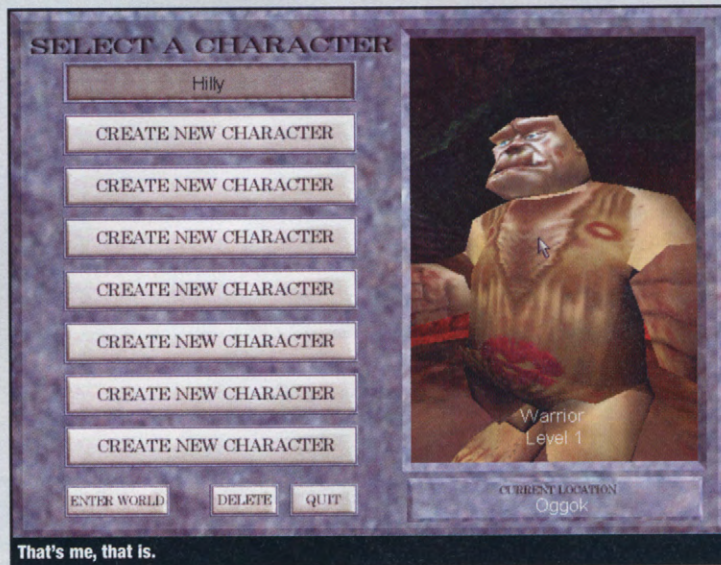 SELECT A CHARACTER
Hilly
CREATE NEW CHARACTER
CREATE NEW CHARACTER
CREATE NEW CHARACTER
CREATE NEW CHARACTER
CREATE NEW CHARACTER
CREATE NEW CHARACTER
CREATE NEW CHARACTER
ENTER WORLD
DELETE
QUIT
Warrior
Level 1
CURRENT LOCATION
Oggok
That's me, that is.